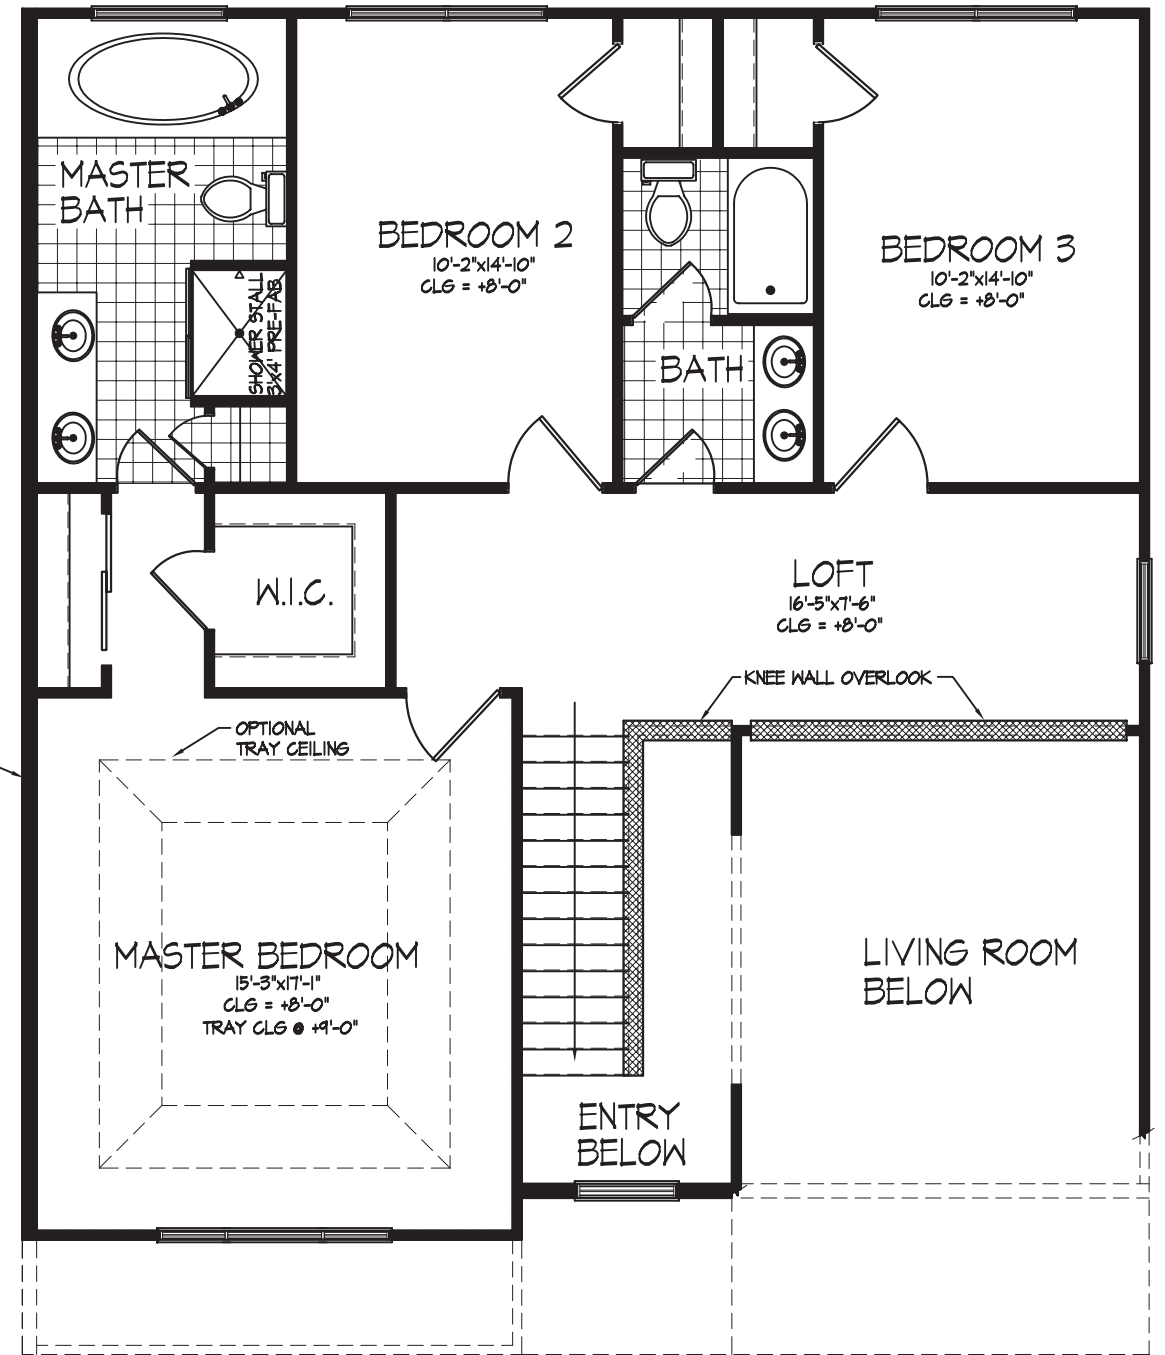 MASTER
BATH
BEDROOM 2
10'-2"x14'-10"
CLG = +8'-0"
BEDROOM 3
10'-2"x14'-10"
CLG = +8'-0"
SHOWER STALL
3'x4' PRE-FAB
BATH
W.I.C.
LOFT
16'-5"x7'-6"
CLG = +8'-0"
KNEE WALL OVERLOOK
OPTIONAL
TRAY CEILING
MASTER BEDROOM
15'-3"x17'-1"
CLG = +8'-0"
TRAY CLG @ +9'-0"
LIVING ROOM
BELOW
ENTRY
BELOW